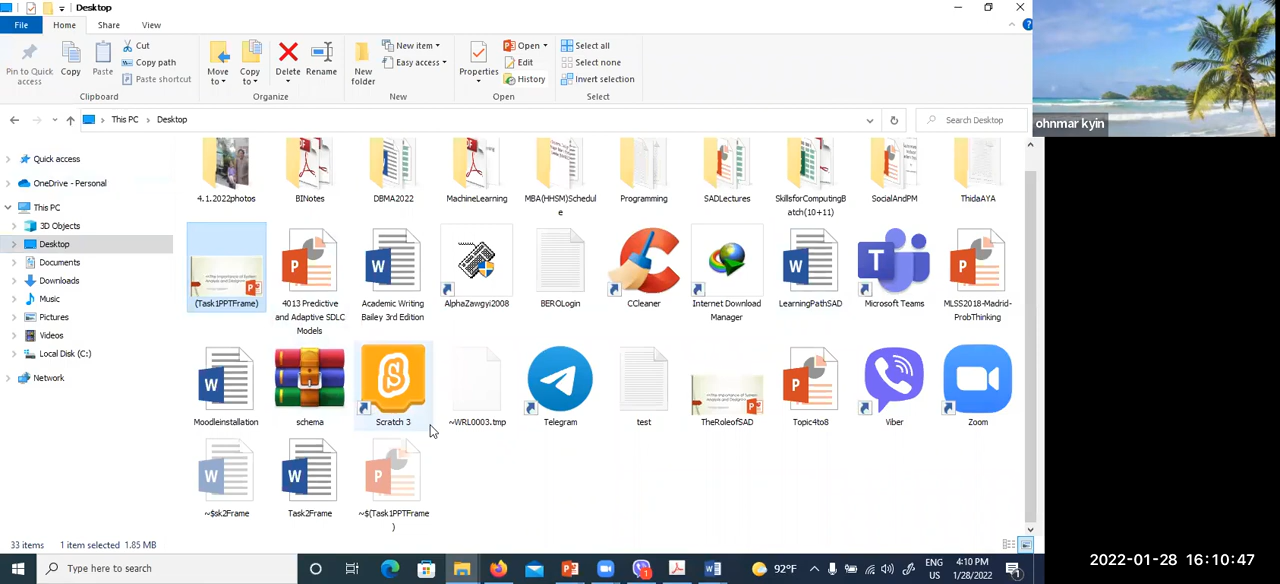 Desktop
File Home Share View
Pin to Quick access
Copy
Paste
Cut
Copy path
Paste shortcut
Clipboard
Move to
Copy to
Delete
Rename
Organize
New folder
New item
Easy access
New
Properties
Open
Edit
History
Open
Select all
Select none
Invert selection
Select
This PC > Desktop
Search Desktop
ohnmar kyin
Quick access
OneDrive - Personal
This PC
3D Objects
Desktop
Documents
Downloads
Music
Pictures
Videos
Local Disk (C:)
Network
4.1.2022photos
BINotes
DBMA2022
MachineLearning
MBA(HHSM)Schedul
e
Programming
SADLectures
SkillsforComputingB
atch(10+11)
SocialAndPM
ThidaAYA
(Task1PPTFrame)
4013 Predictive
and Adaptive SDLC
Models
Academic Writing
Bailey 3rd Edition
AlphaZawgyi2008
BEROLogin
CCleaner
Internet Download
Manager
LearningPathSAD
Microsoft Teams
MLSS2018-Madrid-
ProbThinking
Moodleinstallation
schema
Scratch 3
~WRL0003.tmp
Telegram
test
TheRoleofSAD
Topic4to8
Viber
Zoom
~$sk2Frame
Task2Frame
~$(Task1PPTFrame
)
33 items 1 item selected 1.85 MB
Type here to search
92°F
ENG
US
4:10 PM
1/28/2022
2022-01-28 16:10:47